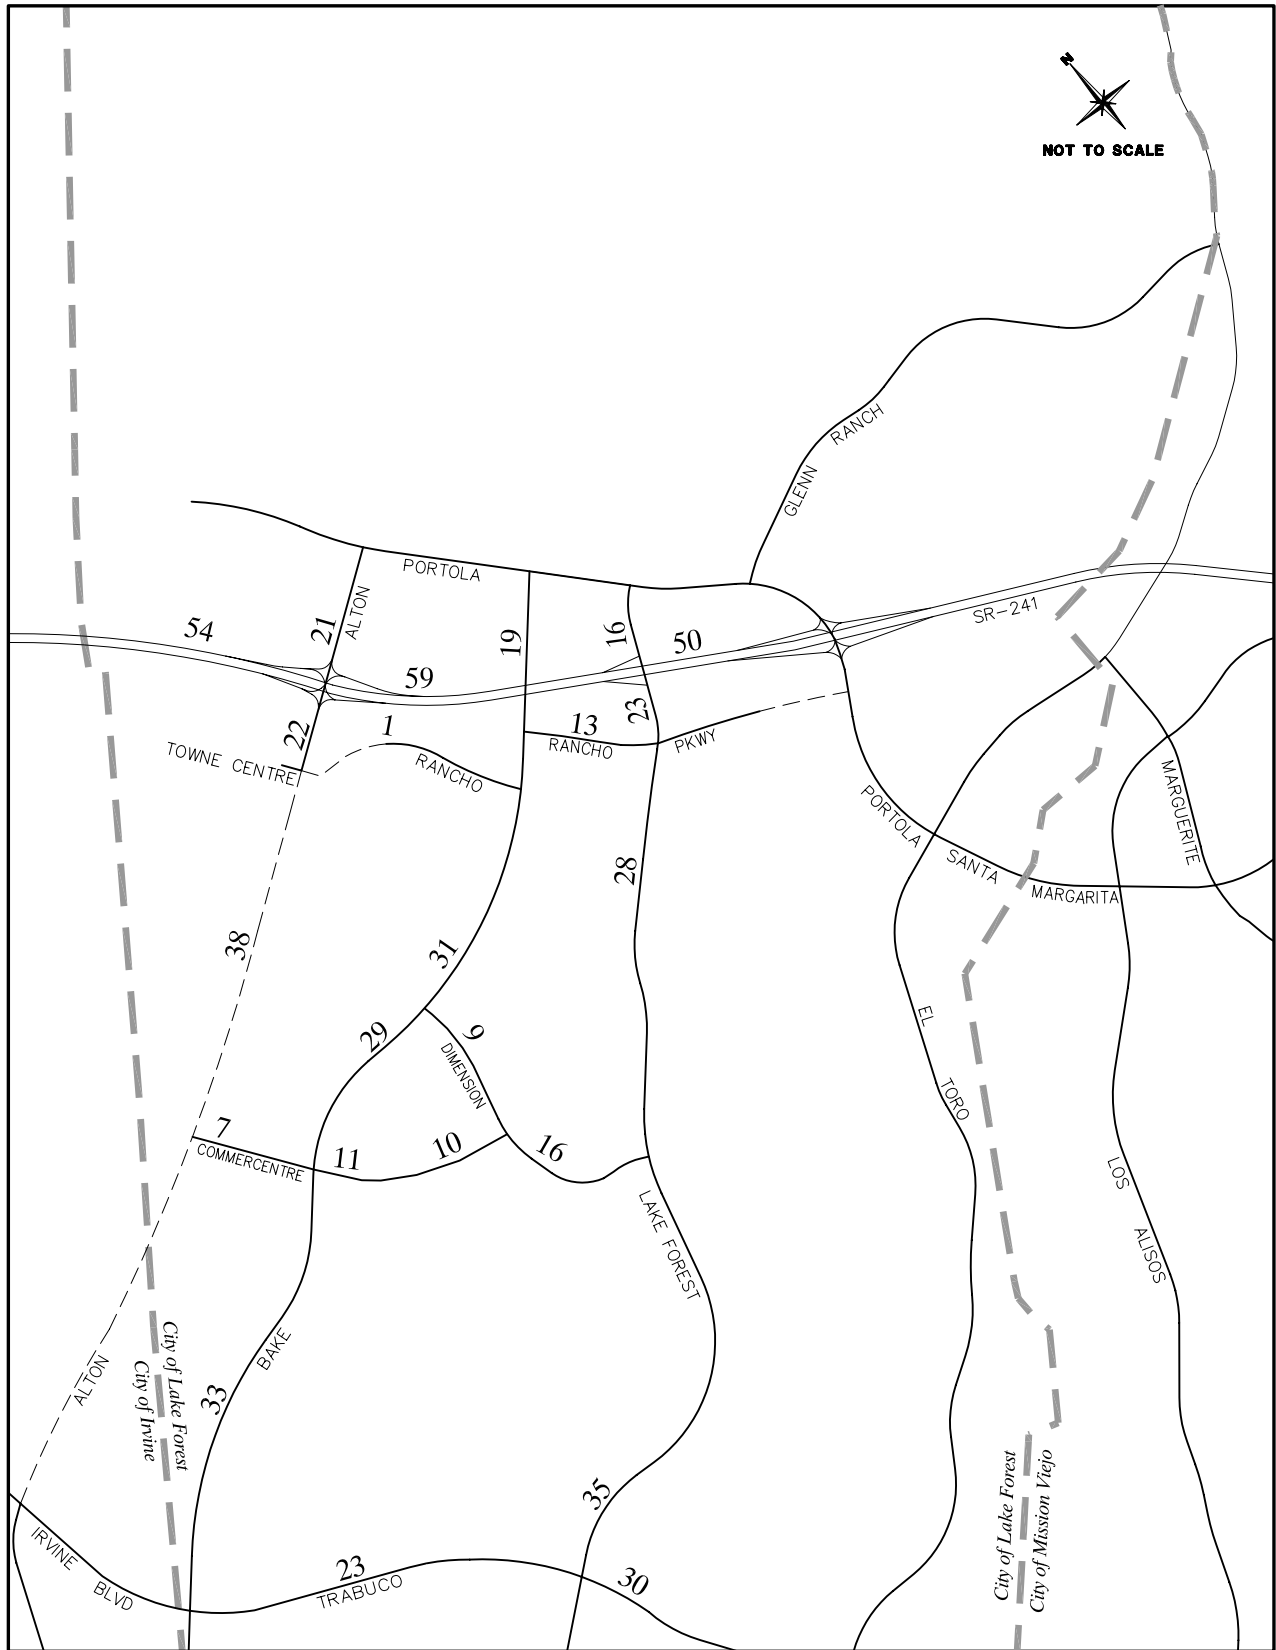 N
NOT TO SCALE
GLENN
RANCH
PORTOLA
ALTON
54
21
19
16
50
SR-241
59
22
1
13
23
TOWNE CENTRE
RANCHO
RANCHO
PKWY
PORTOLA
MARGUERITE
SANTA
MARGARITA
28
38
31
29
9
DIMENSION
EL
TORO
7
COMMERCENTRE
11
10
16
LAKE FOREST
LOS
ALISOS
BAKE
ALTON
City of Lake Forest
City of Irvine
33
35
City of Lake Forest
City of Mission Viejo
IRVINE
BLVD
23
TRABUCO
30